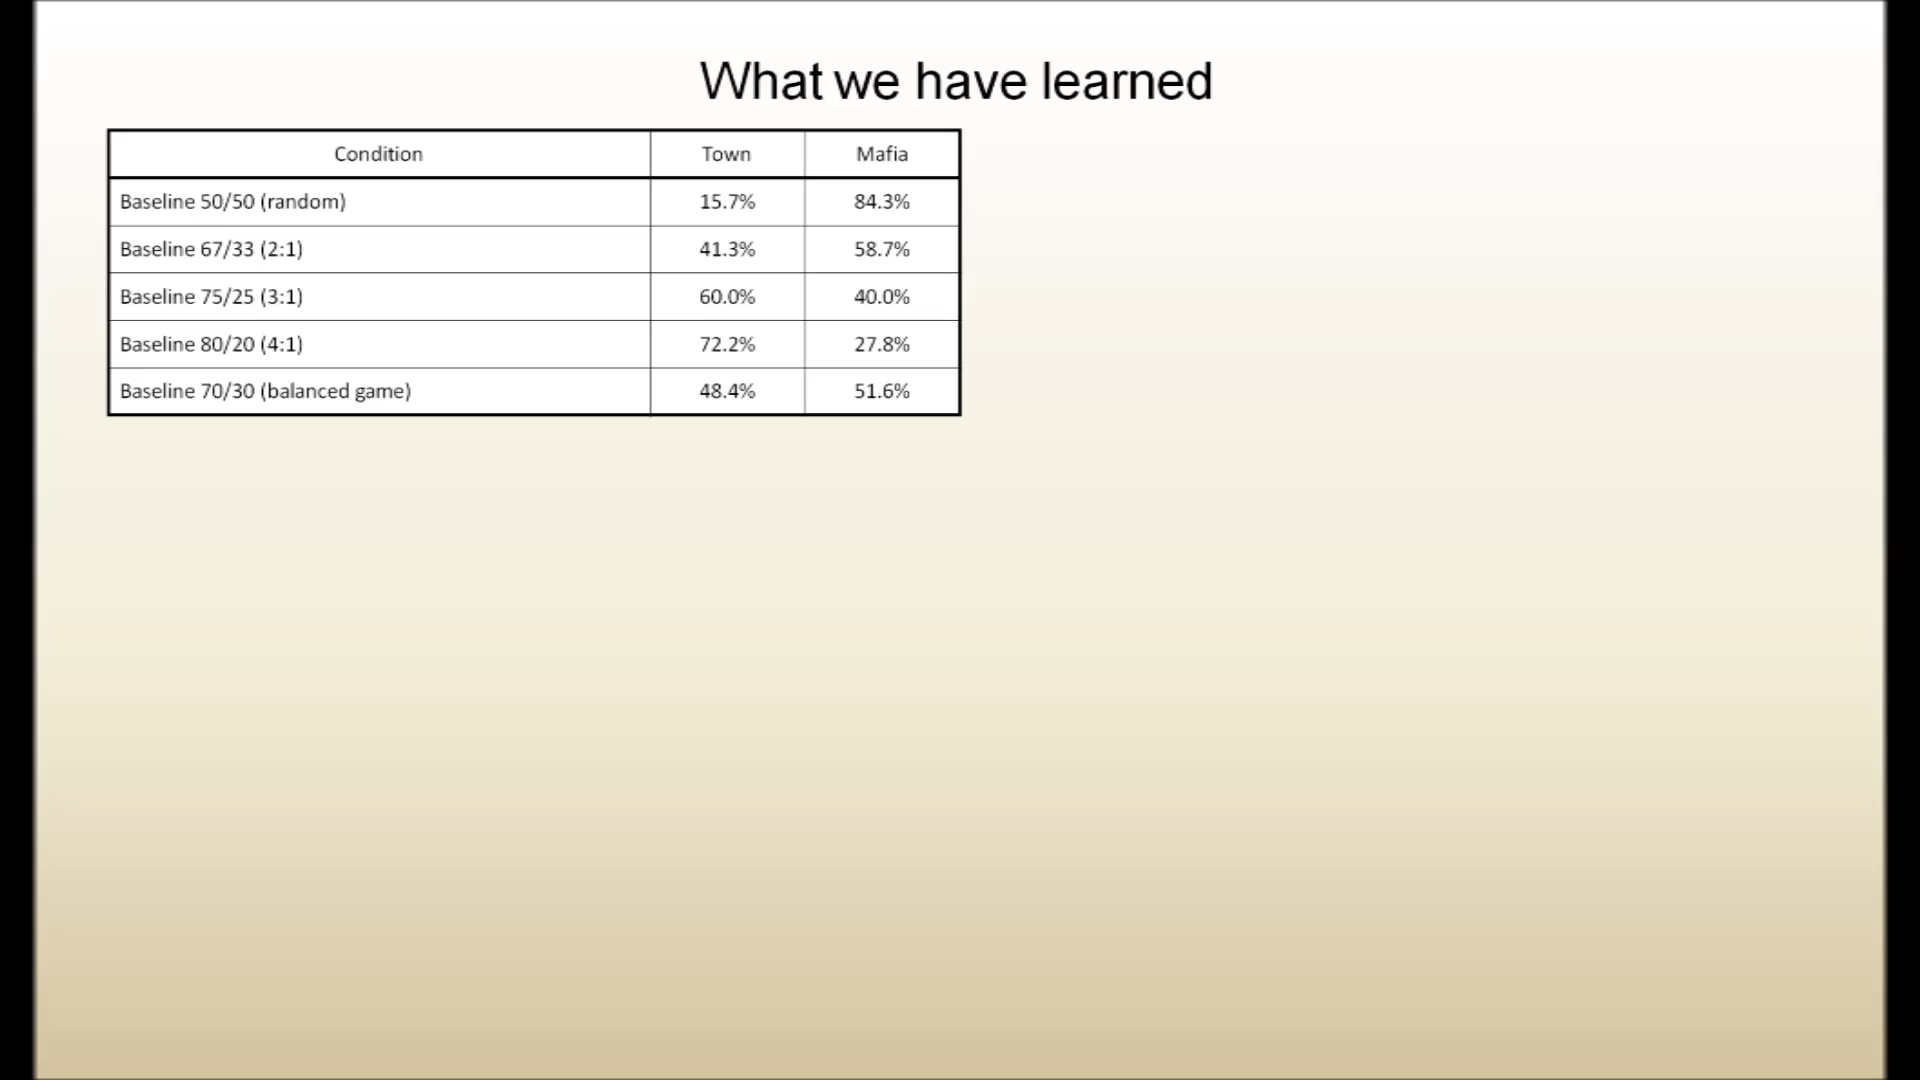 What we have learned
Condition Town Mafia
Baseline 50/50 (random) 15.7% 84.3%
Baseline 67/33 (2:1) 41.3% 58.7%
Baseline 75/25 (3:1) 60.0% 40.0%
Baseline 80/20 (4:1) 72.2% 27.8%
Baseline 70/30 (balanced game) 48.4% 51.6%